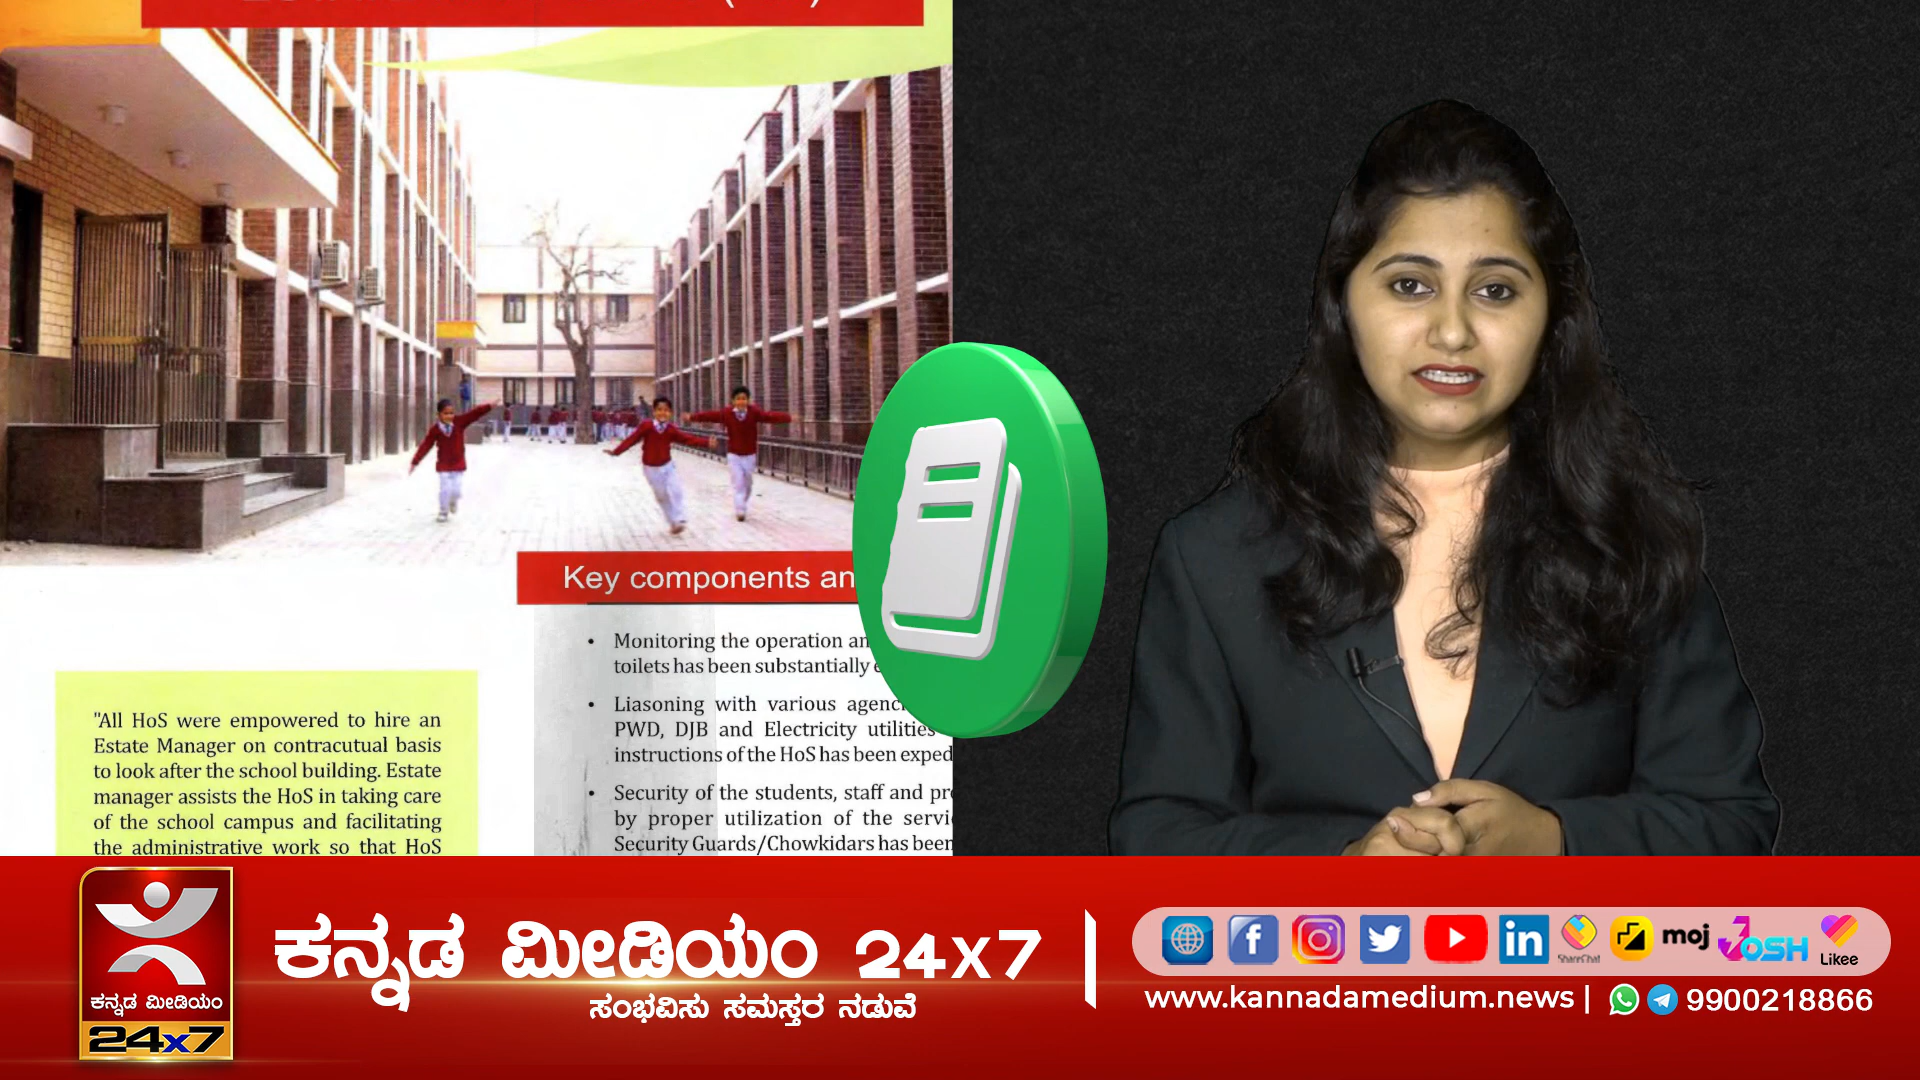 Key components an
• Monitoring the operation an
toilets has been substantially
• Liasoning with various agenc
PWD, DJB and Electricity utilities
instructions of the HoS has been exped
• Security of the students, staff and pr
by proper utilization of the servi
Security Guards/Chowkidars has been
"All HoS were empowered to hire an
Estate Manager on contracutual basis
to look after the school building. Estate
manager assists the HoS in taking care
of the school campus and facilitating
the administrative work so that HoS
ಕನ್ನಡ ಮೀಡಿಯಂ
24x7
ಕನ್ನಡ ಮೀಡಿಯಂ 24x7
ಸಂಭವಿಸು ಸಮಸ್ತರ ನಡುವೆ
ShareChat
moj
JOSH
Likee
www.kannadamedium.news | 9900218866